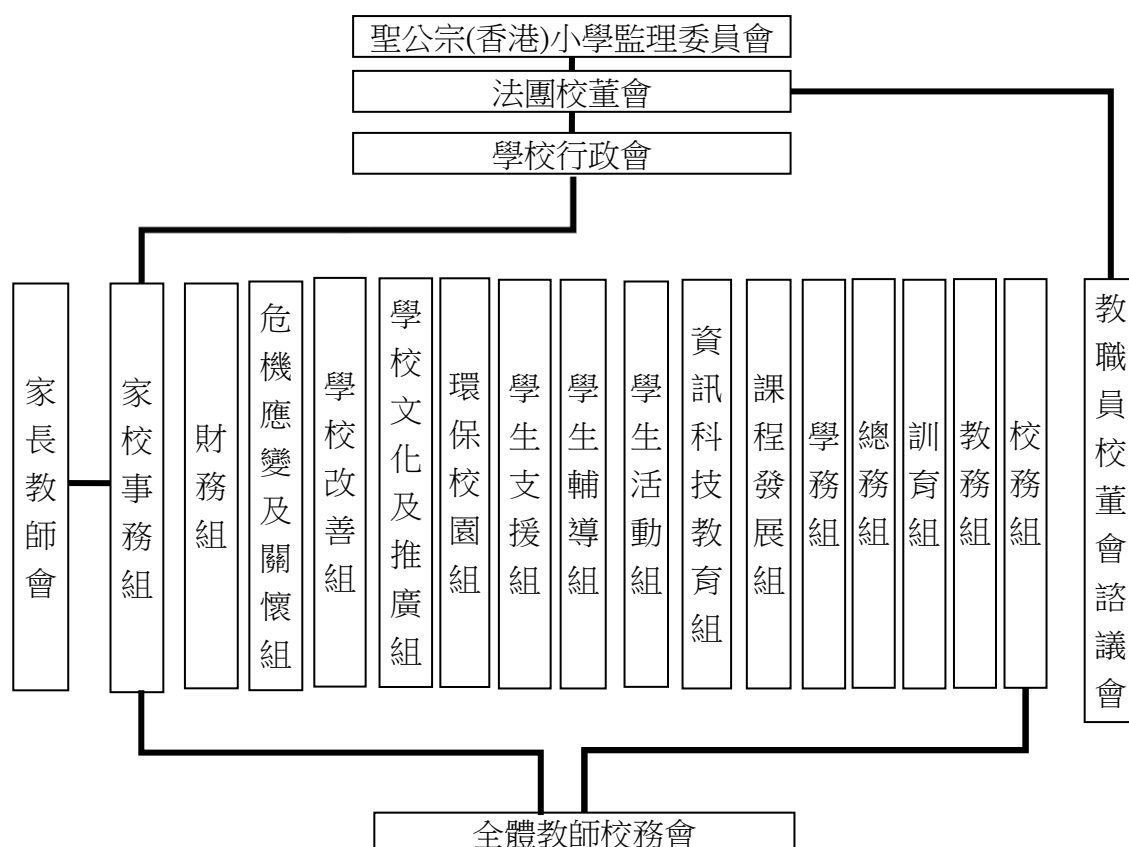 聖公宗(香港)小學監理委員會
法團校董會
學校行政會
家長教師會
家校事務組
財務組
危機應變及關懷組
學校改善組
學校文化及推廣組
環保校園組
學生支援組
學生輔導組
學生活動組
資訊科技教育組
課程發展組
學務組
總務組
訓育組
教務組
校務組
教職員校董會諮議會
全體教師校務會